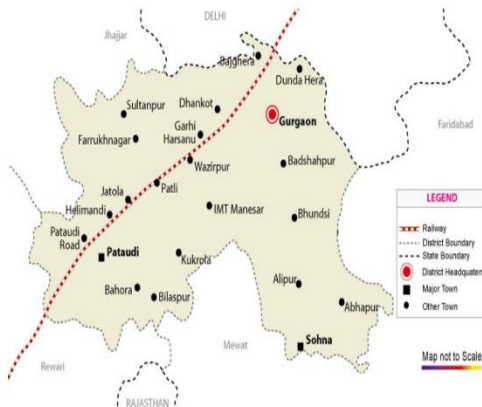 DELHI
Jhajjar
Bajghera
Dunda Hera
Sultanpur
Dhankot
Gurgaon
Faridabad
Farrukhnagar
Garhi
Harsanu
Wazirpur
Badshahpur
Patli
Jatola
Helimandi
IMT Manesar
Bhundsi
Pataudi
Road
Pataudi
Kukrola
Bahora
Bilaspur
Alipur
Abhapur
Sohna
Mewat
Rewari
RAJASTHAN
LEGEND
Railway
District Boundary
State Boundary
District Headquater
Major Town
Other Town
Map not to Scale